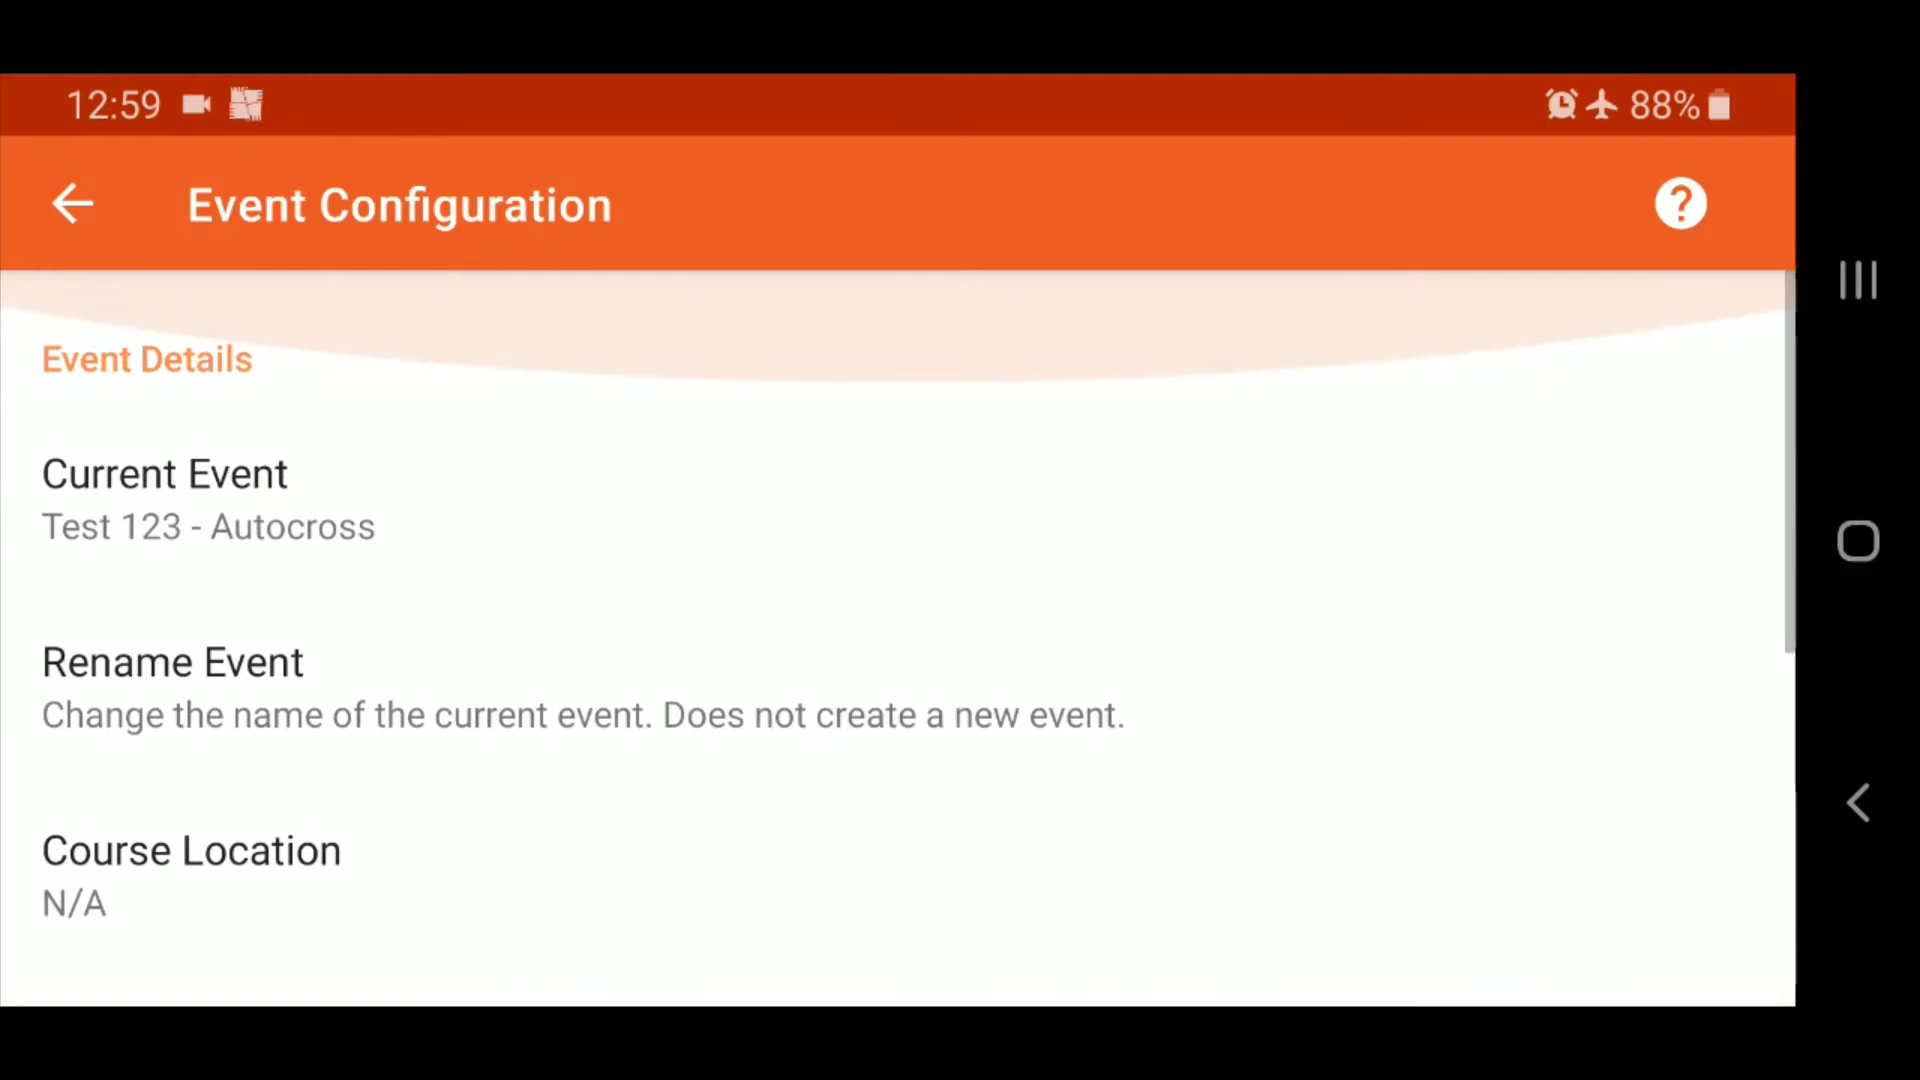 12:59
88%
Event Configuration
?
Event Details
Current Event
Test 123 - Autocross
Rename Event
Change the name of the current event. Does not create a new event.
Course Location
N/A